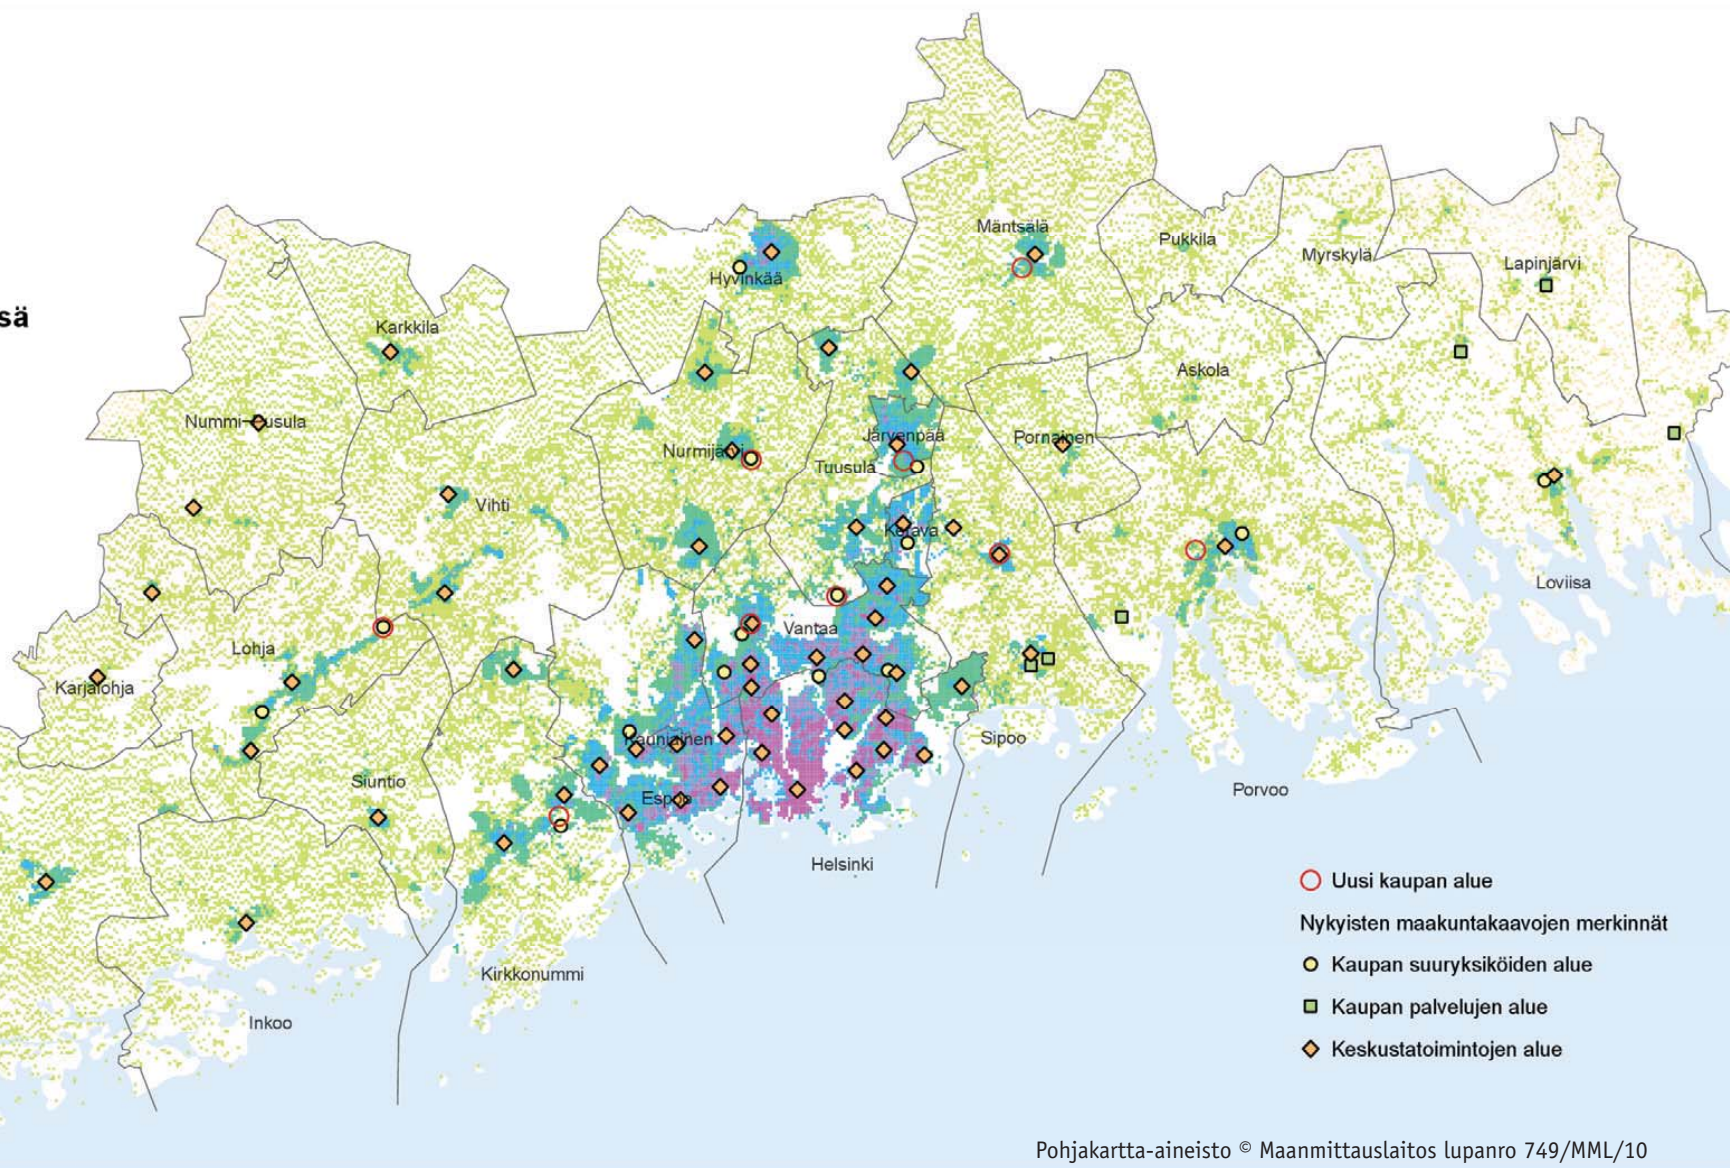 sä
Mäntsälä
Pukkila
Myrskylä
Lapinjärvi
Hyvinkää
Karkkila
Askola
Nummi-Pusula
Järvenpää
Pornainen
Nurmijärvi
Tuusula
Vihti
Kerava
Loviisa
Vantaa
Lohja
Karjalohja
Kauniainen
Sipoo
Siuntio
Porvoo
Espoo
Helsinki
Uusi kaupan alue
Nykyisten maakuntakaavojen merkinnät
Kaupan suuryksiköiden alue
Kirkkonummi
Kaupan palvelujen alue
Inkoo
Keskustatoimintojen alue
Pohjakartta-aineisto © Maanmittauslaitos lupanro 749/MML/10